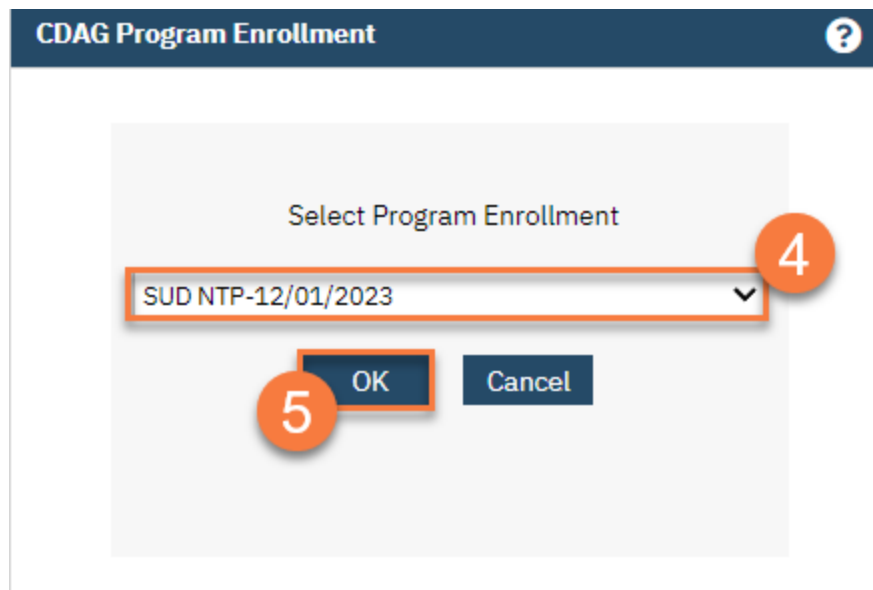 CDAG Program Enrollment ?
Select Program Enrollment
4
SUD NTP-12/01/2023
OK Cancel
5